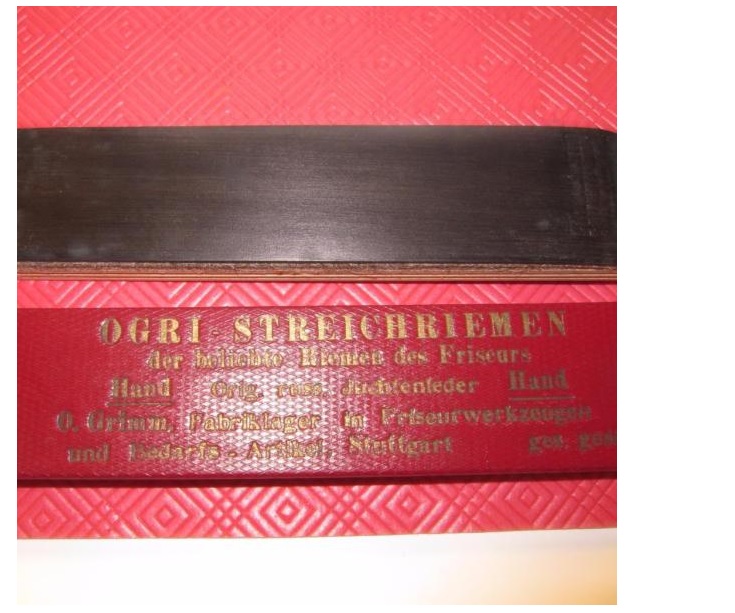 OGRI-STREICHRIEMEN
der beliebte Riemen des Friseurs
Hand Orig. russ. Juchtenleder Hand
O. Grimm, Fabriklager in Friseurwerkzeugen
und Bedarfs-Artikel, Stuttgart ges.